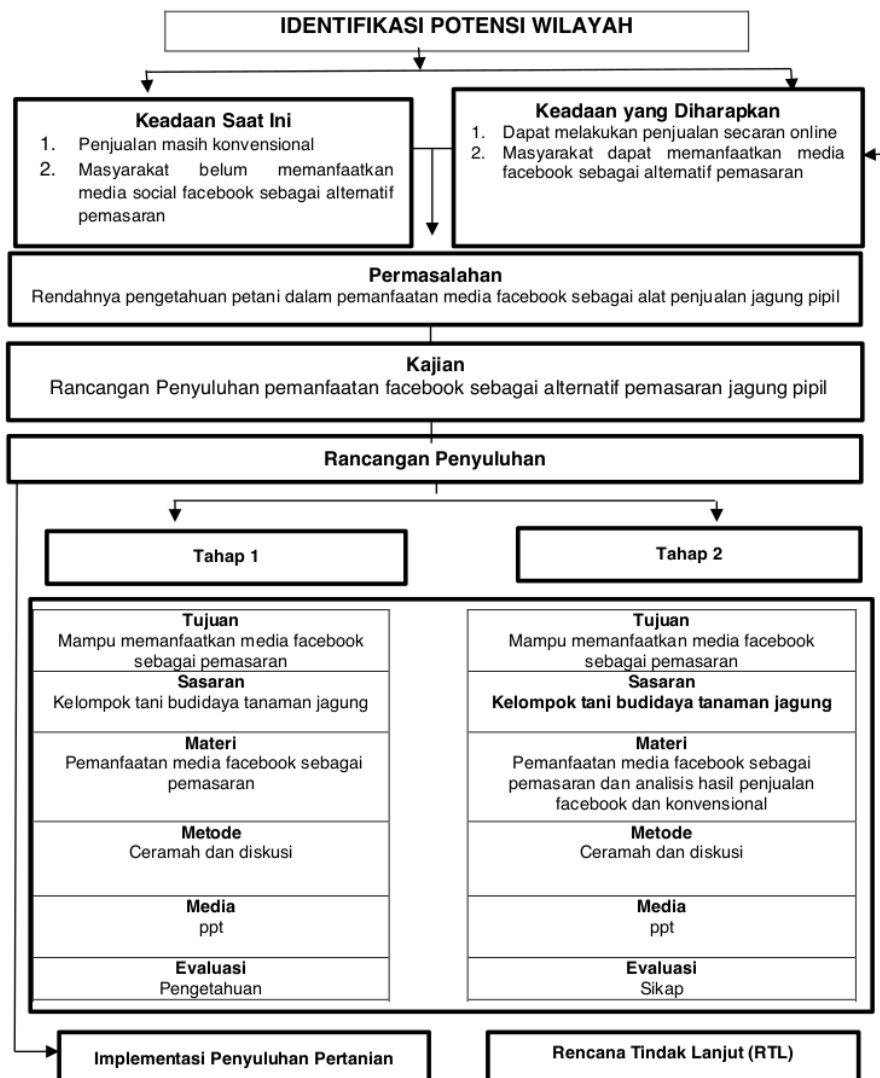 IDENTIFIKASI POTENSI WILAYAH
Keadaan Saat Ini
1. Penjualan masih konvensional
2. Masyarakat belum memanfaatkan
media social facebook sebagai alternatif
pemasaran
Keadaan yang Diharapkan
1. Dapat melakukan penjualan secaran online
2. Masyarakat dapat memanfaatkan media
facebook sebagai alternatif pemasaran
Permasalahan
Rendahnya pengetahuan petani dalam pemanfaatan media facebook sebagai alat penjualan jagung pipil
Kajian
Rancangan Penyuluhan pemanfaatan facebook sebagai alternatif pemasaran jagung pipil
Rancangan Penyuluhan
Tahap 1
Tahap 2
Tujuan
Mampu memanfaatkan media facebook
sebagai pemasaran
Sasaran
Kelompok tani budidaya tanaman jagung
Materi
Pemanfaatan media facebook sebagai
pemasaran
Metode
Ceramah dan diskusi
Media
ppt
Evaluasi
Pengetahuan
Tujuan
Mampu memanfaatkan media facebook
sebagai pemasaran
Sasaran
Kelompok tani budidaya tanaman jagung
Materi
Pemanfaatan media facebook sebagai
pemasaran dan analisis hasil penjualan
facebook dan konvensional
Metode
Ceramah dan diskusi
Media
ppt
Evaluasi
Sikap
Implementasi Penyuluhan Pertanian
Rencana Tindak Lanjut (RTL)